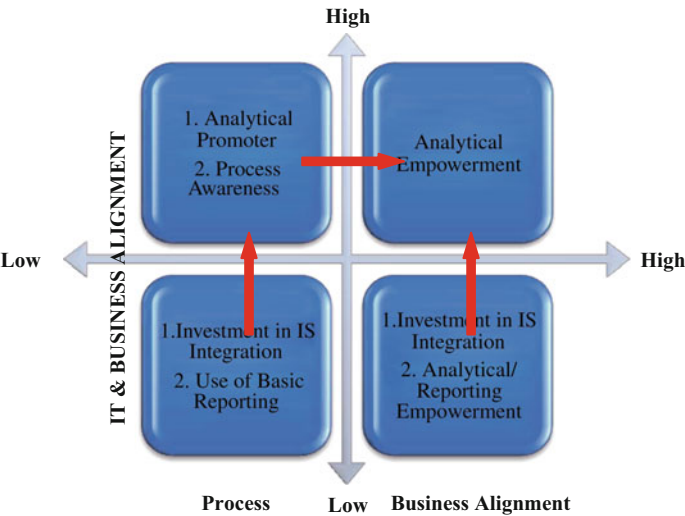 High
1. Analytical
Promoter
2. Process
Awareness
Analytical
Empowerment
IT & BUSINESS ALIGNMENT
Low
High
1.Investment in IS
Integration
2. Use of Basic
Reporting
1.Investment in IS
Integration
2. Analytical/
Reporting
Empowerment
Process
Low
Business Alignment